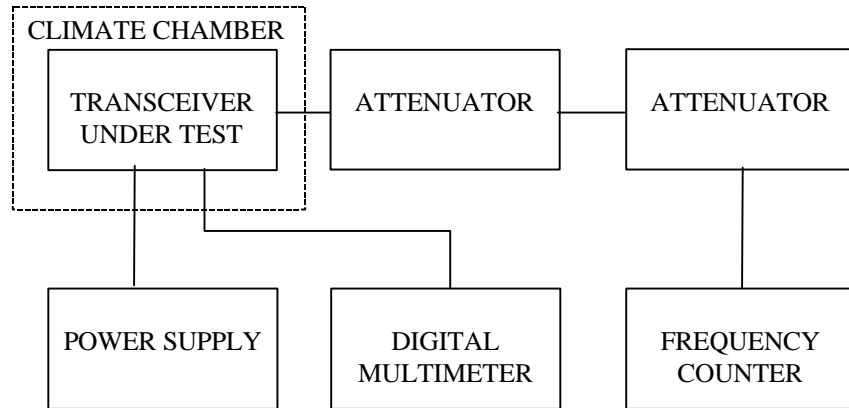 CLIMATE CHAMBER
TRANSCEIVER
UNDER TEST
ATTENUATOR
ATTENUATOR
POWER SUPPLY
DIGITAL
MULTIMETER
FREQUENCY
COUNTER